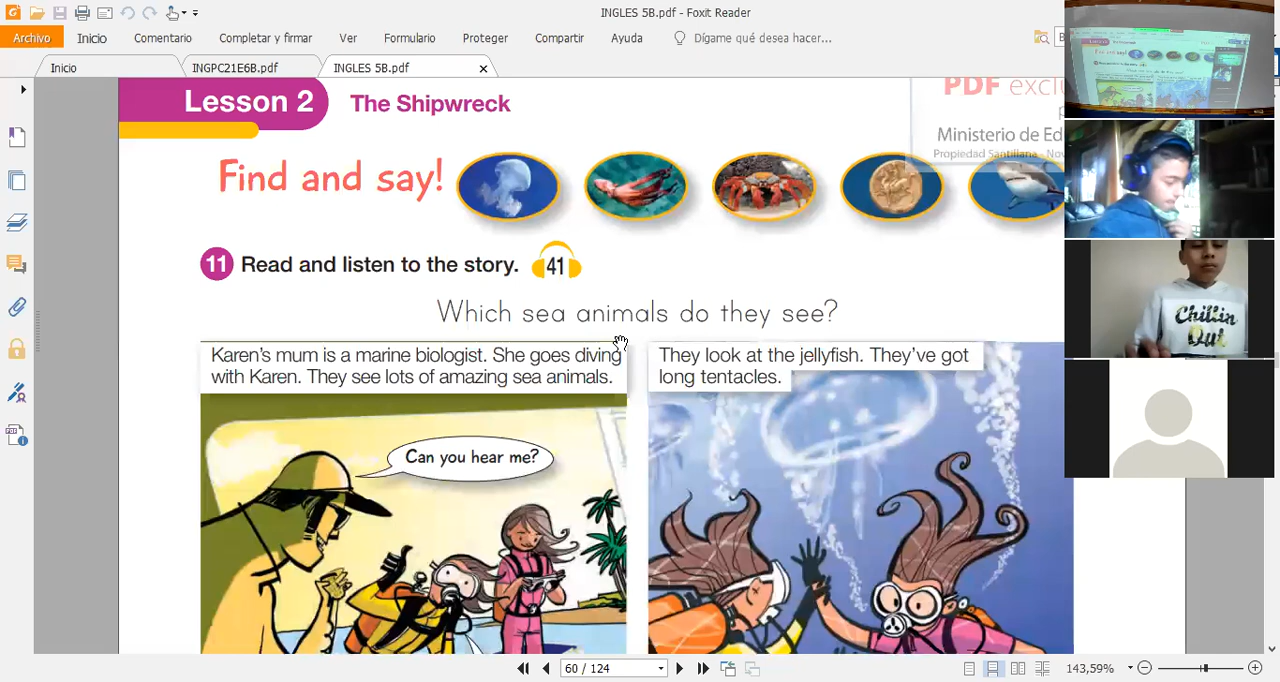 INGLES 5B.pdf - Foxit Reader
Archivo Inicio Comentario Completar y firmar Ver Formulario Proteger Compartir Ayuda Dígame qué desea hacer...
Inicio INGPC21E6B.pdf INGLES 5B.pdf
Lesson 2 The Shipwreck
PDF
Ministerio de
Propiedad Santillana
Find and say!
11 Read and listen to the story. 41
Which sea animals do they see?
Karen's mum is a marine biologist. She goes diving
with Karen. They see lots of amazing sea animals.
They look at the jellyfish. They've got
long tentacles.
Can you hear me?
Chillin
Out
60 / 124
143,59%